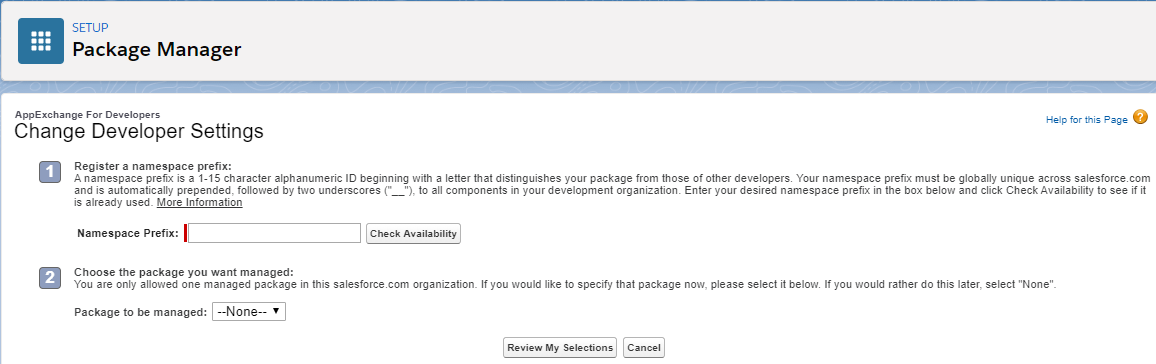 SETUP
Package Manager
AppExchange For Developers
Change Developer Settings
Help for this Page ?
1 Register a namespace prefix:
A namespace prefix is a 1-15 character alphanumeric ID beginning with a letter that distinguishes your package from those of other developers. Your namespace prefix must be globally unique across salesforce.com
and is automatically prepended, followed by two underscores ("__"), to all components in your development organization. Enter your desired namespace prefix in the box below and click Check Availability to see if it
is already used. More Information
Namespace Prefix: Check Availability
2 Choose the package you want managed:
You are only allowed one managed package in this salesforce.com organization. If you would like to specify that package now, please select it below. If you would rather do this later, select "None".
Package to be managed: --None--
Review My Selections Cancel